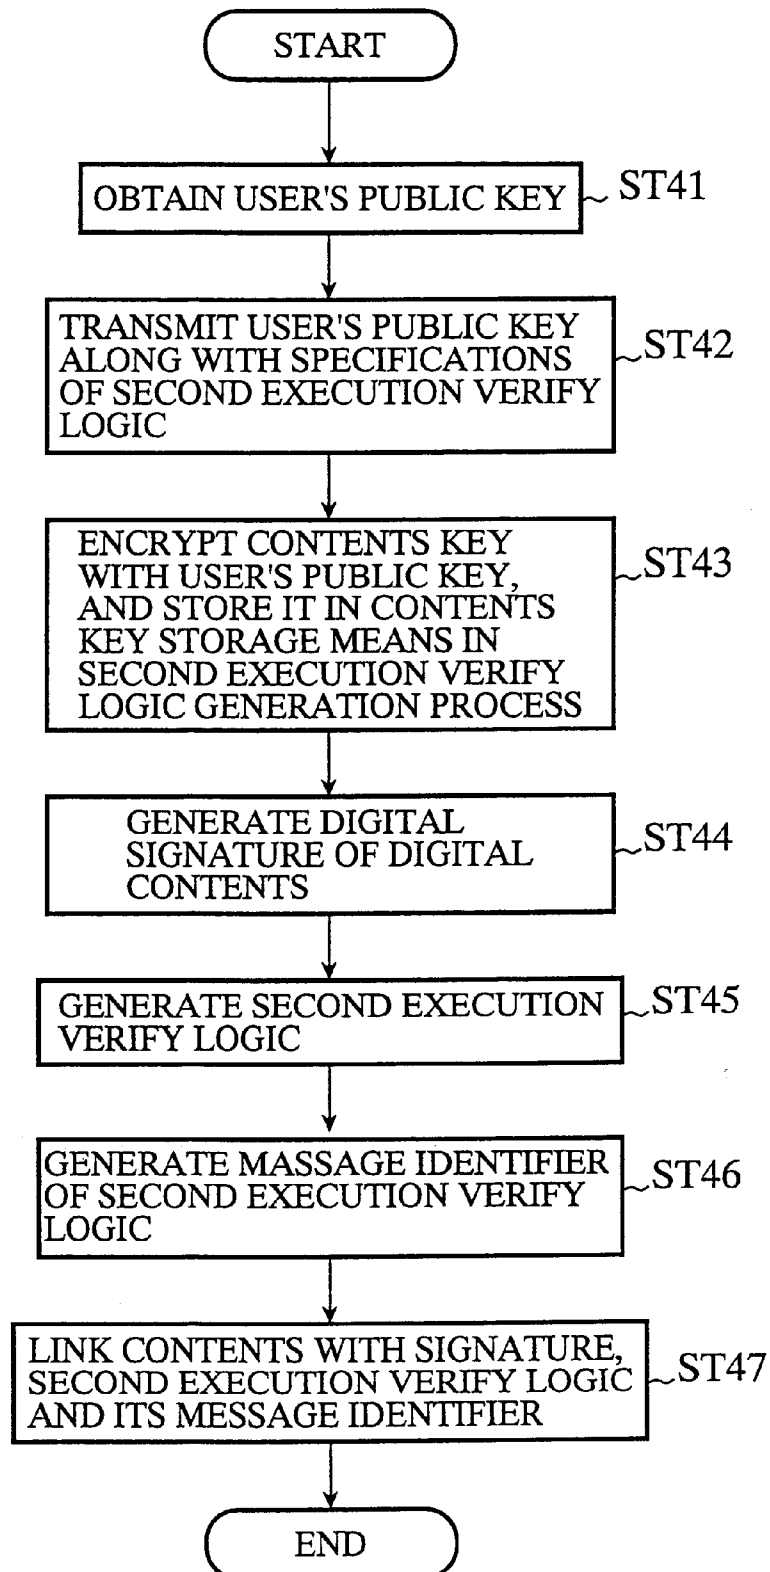 START
OBTAIN USER'S PUBLIC KEY
ST41
TRANSMIT USER'S PUBLIC KEY
ALONG WITH SPECIFICATIONS
OF SECOND EXECUTION VERIFY
LOGIC
ST42
ENCRYPT CONTENTS KEY
WITH USER'S PUBLIC KEY,
AND STORE IT IN CONTENTS
KEY STORAGE MEANS IN
SECOND EXECUTION VERIFY
LOGIC GENERATION PROCESS
ST43
GENERATE DIGITAL
SIGNATURE OF DIGITAL
CONTENTS
ST44
GENERATE SECOND EXECUTION
VERIFY LOGIC
ST45
GENERATE MASSAGE IDENTIFIER
OF SECOND EXECUTION VERIFY
LOGIC
ST46
LINK CONTENTS WITH SIGNATURE,
SECOND EXECUTION VERIFY LOGIC
AND ITS MESSAGE IDENTIFIER
ST47
END